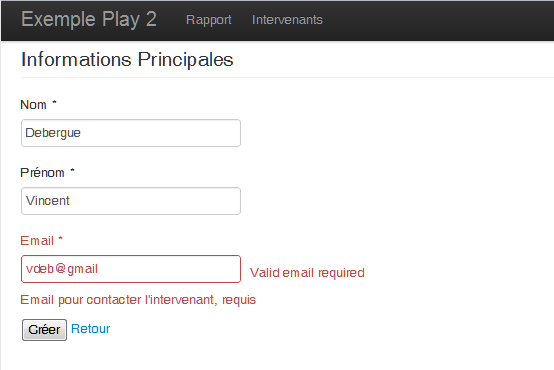 Exemple Play 2 Rapport Intervenants
Informations Principales
Nom *
Debergue
Prénom *
Vincent
Email *
vdeb@gmail Valid email required
Email pour contacter l'intervenant, requis
Créer Retour